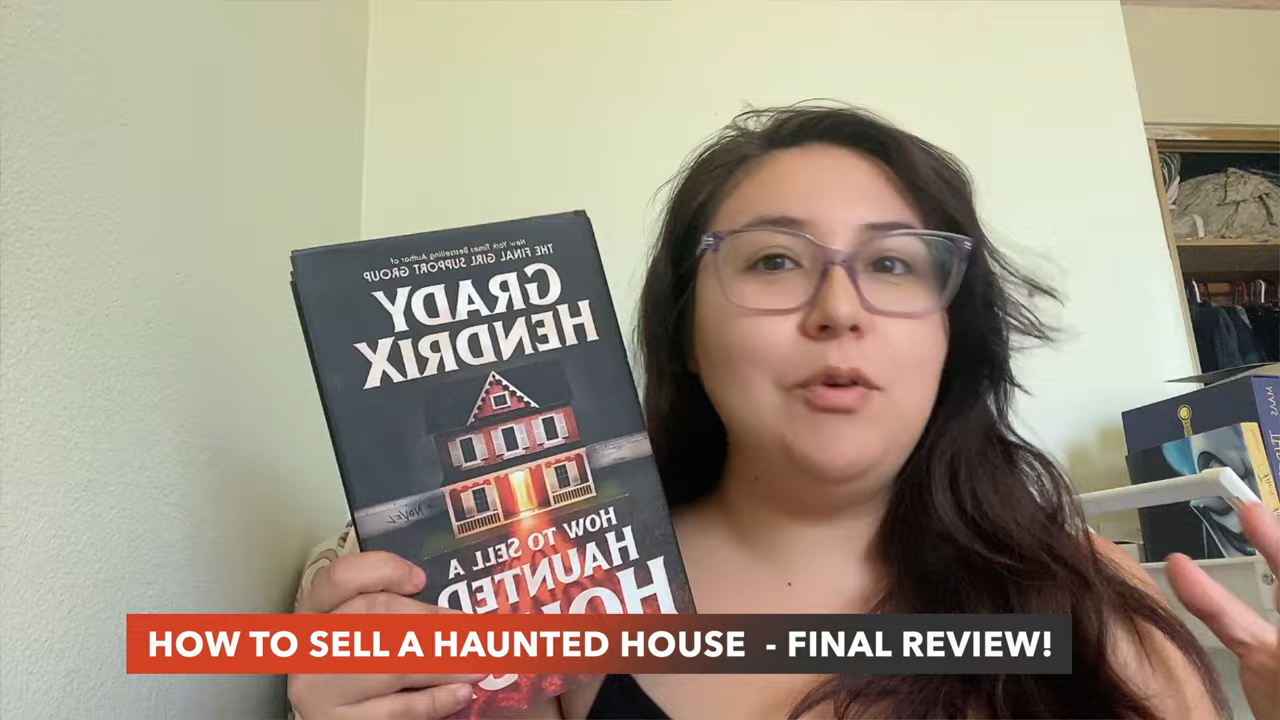 New York Times Bestselling Author of
THE FINAL GIRL SUPPORT GROUP
GRADY
HENDRIX
A NOVEL
HOW TO SELL A
HAUNTED
HOW TO SELL A HAUNTED HOUSE - FINAL REVIEW!